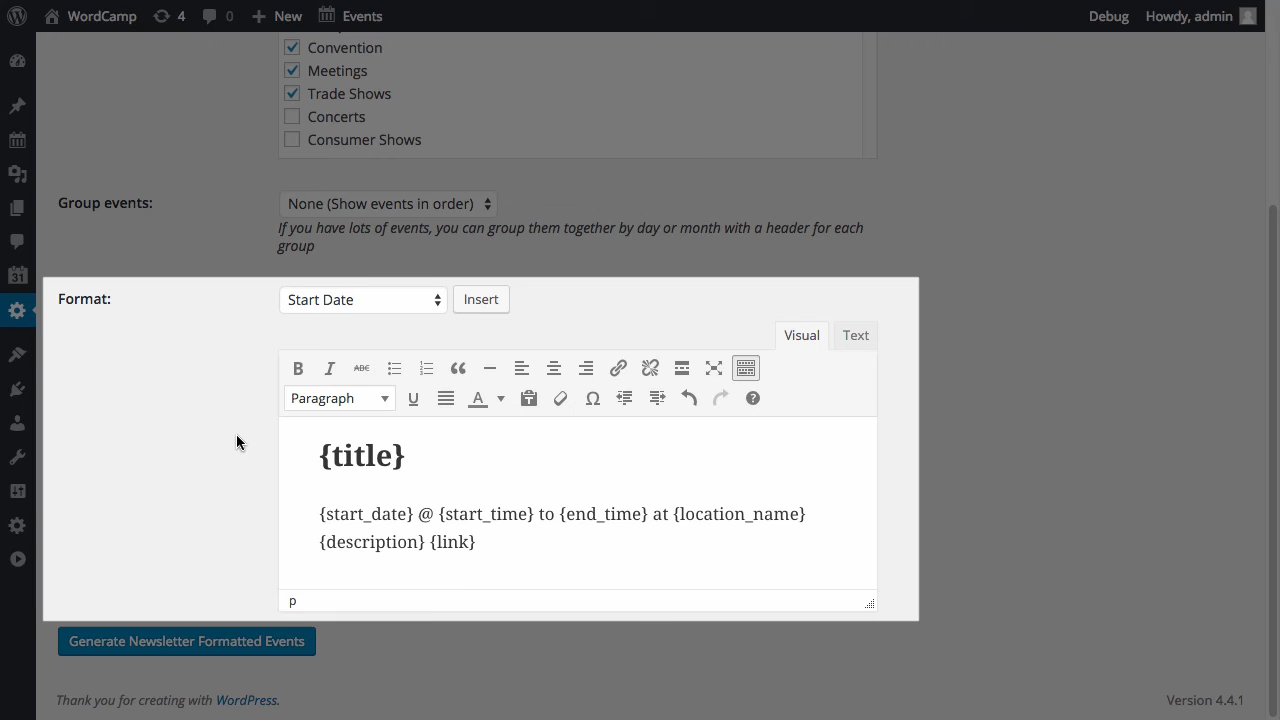 WordCamp 4 0 New Events Debug Howdy, admin
Convention
Meetings
Trade Shows
Concerts
Consumer Shows
Group events: None (Show events in order)
If you have lots of events, you can group them together by day or month with a header for each
group
Format: Start Date Insert
Visual Text
B I ABC
Paragraph U A
{title}
{start_date} @ {start_time} to {end_time} at {location_name}
{description} {link}
p
Generate Newsletter Formatted Events
Thank you for creating with WordPress. Version 4.4.1
31